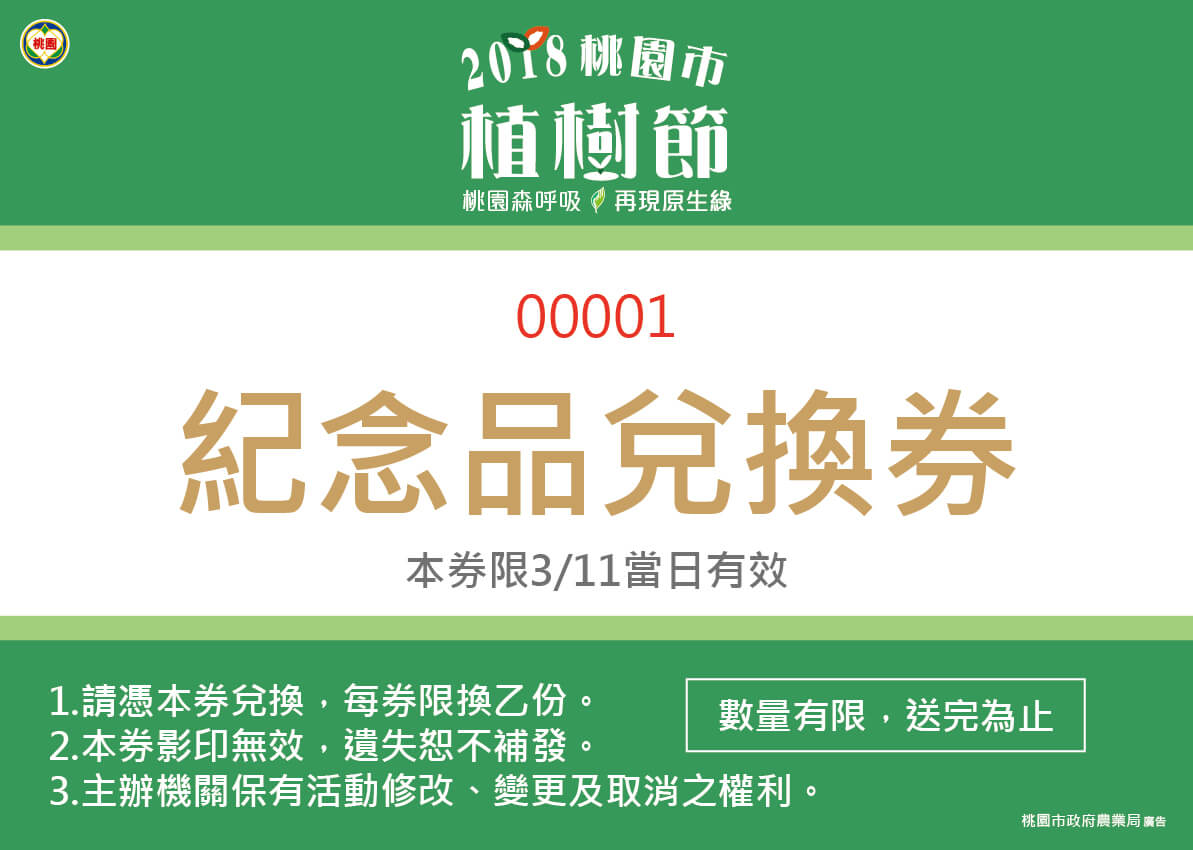 桃園
2018桃園市
植樹節
桃園森呼吸 再現原生綠
00001
紀念品兌換券
本券限3/11當日有效
1.請憑本券兌換，每券限換乙份。
2.本券影印無效，遺失恕不補發。
3.主辦機關保有活動修改、變更及取消之權利。
數量有限，送完為止
桃園市政府農業局廣告